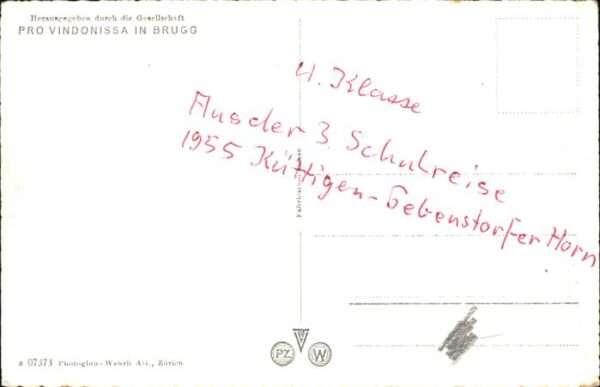 Herausgegeben durch die Gesellschaft
PRO VINDONISSA IN BRUGG
4. Klasse
Aus der 3. Schulreise
1955 Küttigen-Gebenstorfer Horn
PZ W
07373 Photoglob-Wehrli AG., Zürich